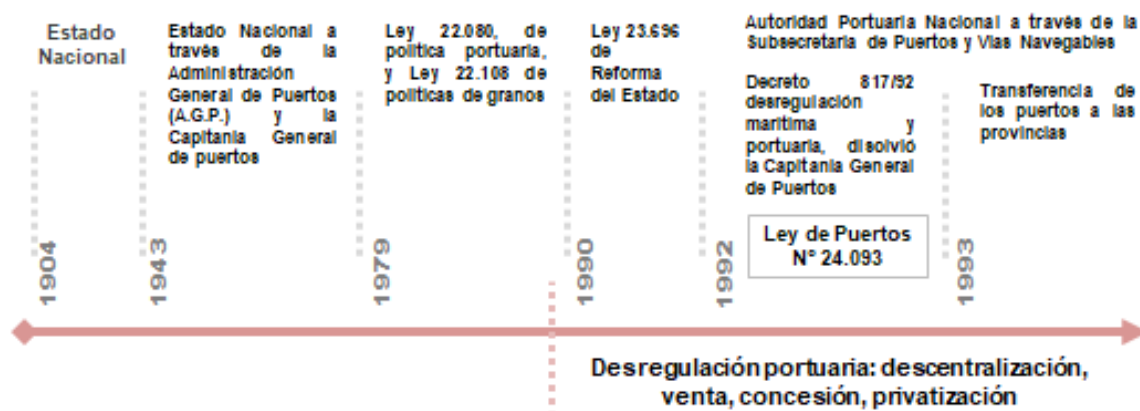 Estado
Nacional
Estado Nacional a
través de la
Administración
General de Puertos
(A.G.P.) y la
Capitanía General
de puertos
Ley 22.080, de
política portuaria,
y Ley 22.108 de
políticas de granos
Ley 23.696
de
Reforma
del Estado
Autoridad Portuaria Nacional a través de la
Subsecretaria de Puertos y Vías Navegables
Decreto 817/92
desregulación
marítima y
portuaria, disolvió
la Capitanía General
de Puertos
Ley de Puertos
N° 24.093
Transferencia de
los puertos a las
provincias
1904
1943
1979
1990
1992
1993
Desregulación portuaria: descentralización,
venta, concesión, privatización